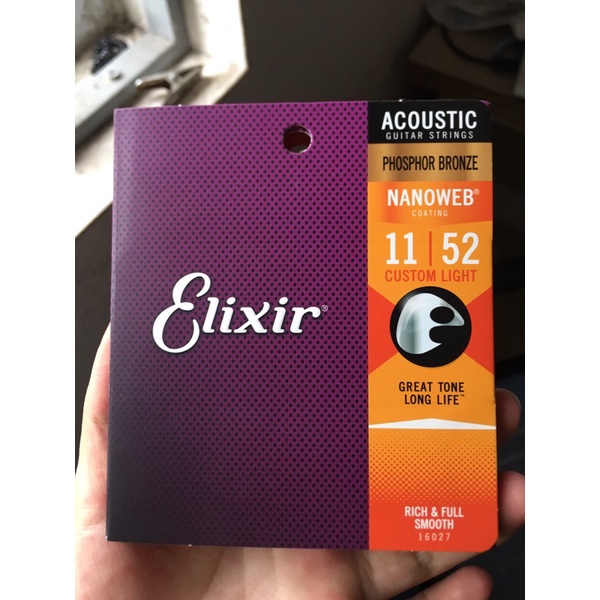 ACOUSTIC
GUITAR STRINGS
PHOSPHOR BRONZE
NANOWEB®
COATING
11 | 52
CUSTOM LIGHT
Elixir®
GREAT TONE
LONG LIFE™
RICH & FULL
SMOOTH
16027